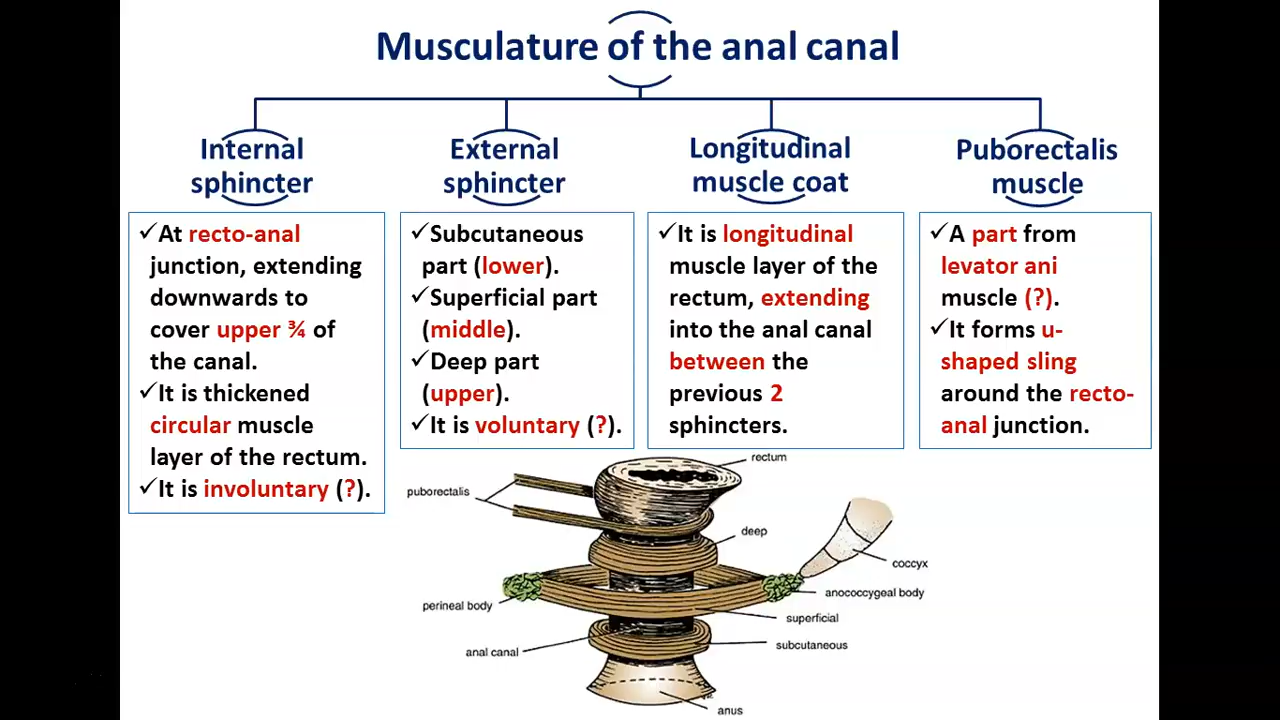 Musculature of the anal canal
Internal
sphincter
✓At recto-anal
junction, extending
downwards to
cover upper ¾ of
the canal.
✓It is thickened
circular muscle
layer of the rectum.
✓It is involuntary (?).
External
sphincter
✓Subcutaneous
part (lower).
✓Superficial part
(middle).
✓Deep part
(upper).
✓It is voluntary (?).
Longitudinal
muscle coat
✓It is longitudinal
muscle layer of the
rectum, extending
into the anal canal
between the
previous 2
sphincters.
Puborectalis
muscle
✓A part from
levator ani
muscle (?).
✓It forms u-
shaped sling
around the recto-
anal junction.
rectum
puborectalis
deep
coccyx
anococcygeal body
perineal body
superficial
subcutaneous
anal canal
anus